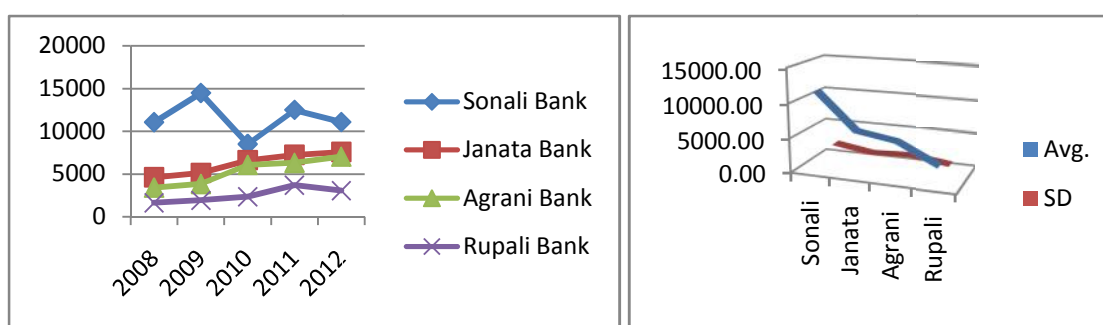 20000
15000
10000
5000
0
2008
2009
2010
2011
2012
Sonali Bank
Janata Bank
Agrani Bank
Rupali Bank
15000.00
10000.00
5000.00
0.00
Sonali
Janata
Agrani
Rupali
Avg.
SD